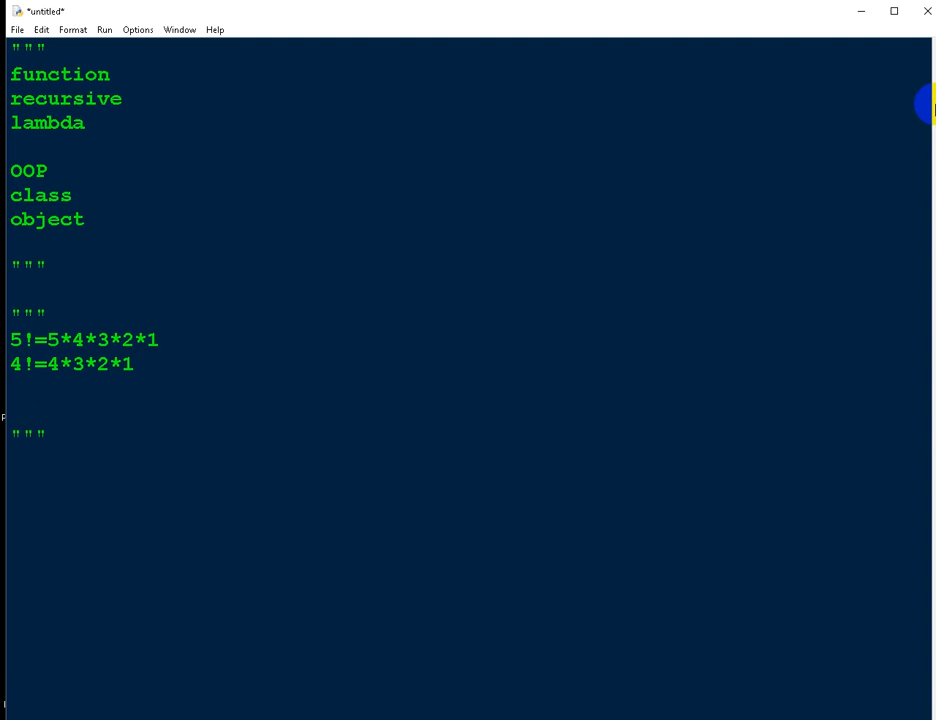 *untitled*
File Edit Format Run Options Window Help
"""
function
recursive
lambda
OOP
class
object
"""
"""
5!=5*4*3*2*1
4!=4*3*2*1
"""